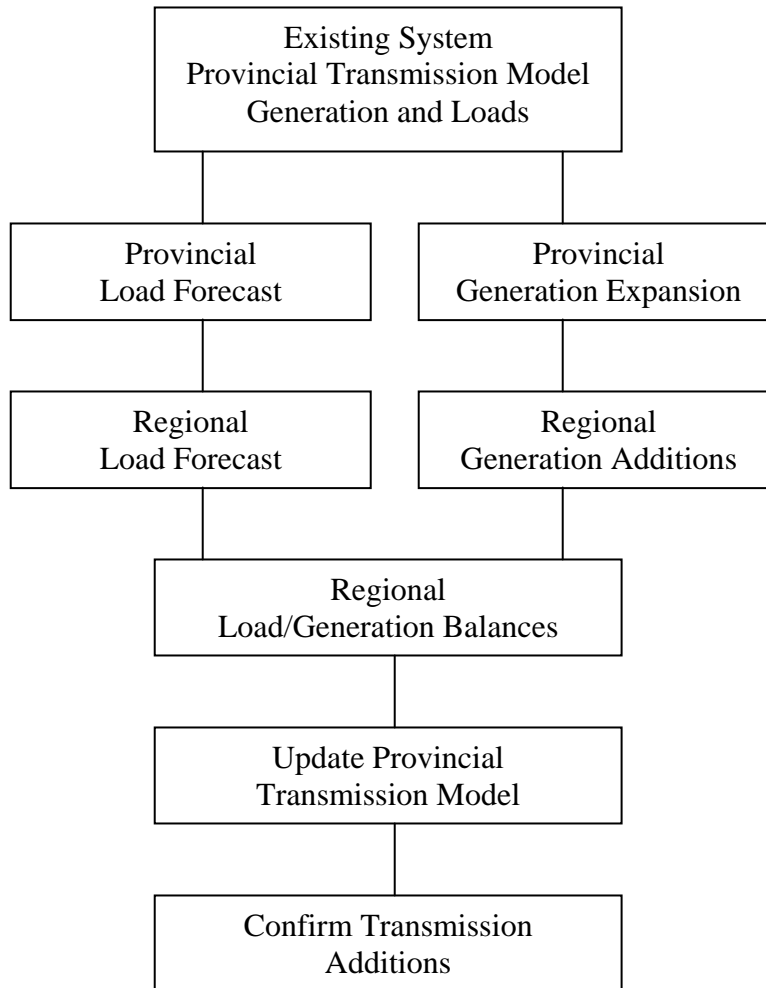 Existing System
Provincial Transmission Model
Generation and Loads
Provincial
Load Forecast
Provincial
Generation Expansion
Regional
Load Forecast
Regional
Generation Additions
Regional
Load/Generation Balances
Update Provincial
Transmission Model
Confirm Transmission
Additions